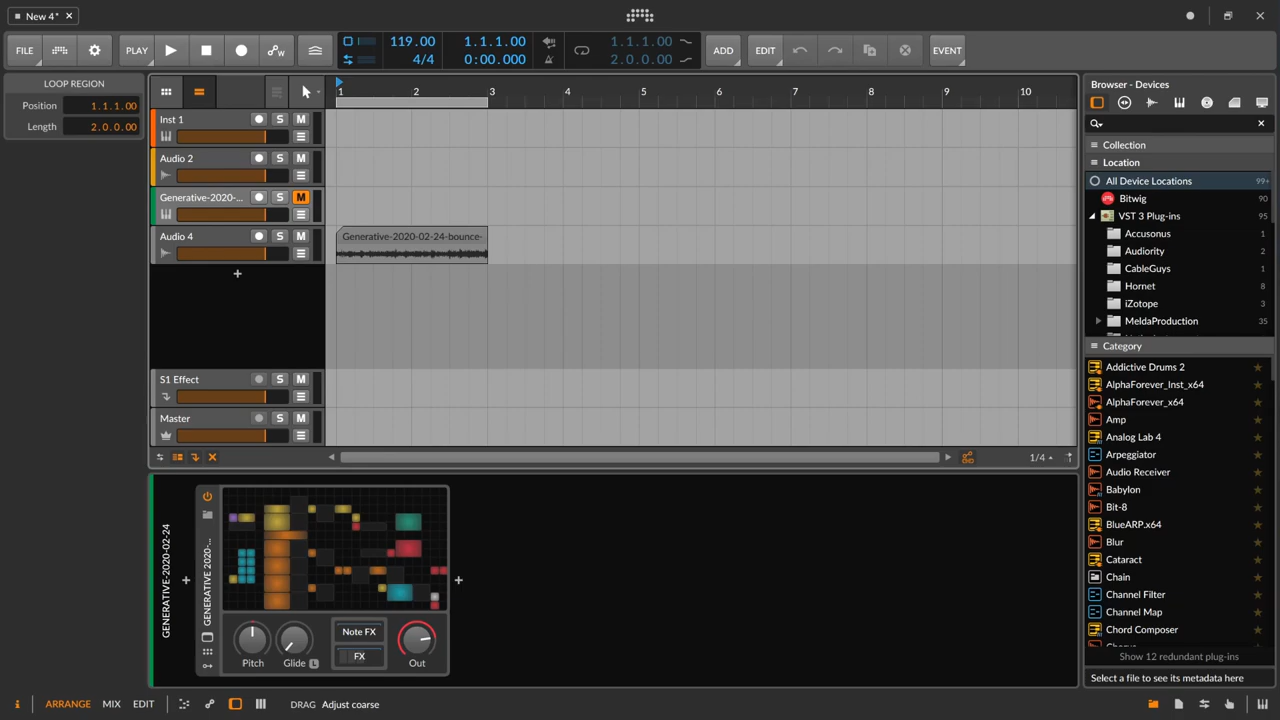 New 4*
FILE
PLAY
119.00
4/4
1.1.1.00
0:00.000
1.1.1.00
2.0.0.00
ADD
EDIT
EVENT
LOOP REGION
Position 1.1.1.00
Length 2.0.0.00
1 2 3 4 5 6 7 8 9 10
Inst 1 S M
Audio 2 S M
Generative-2020-... S M
Audio 4 S M
Generative-2020-02-24-bounce-
+
S1 Effect S M
Master S M
1/4
GENERATIVE-2020-02-24
GENERATIVE 2020-...
Pitch
Glide L
Note FX
FX
Out
Browser - Devices
Collection
Location
All Device Locations 99+
Bitwig 90
VST 3 Plug-ins 95
Accusonus 1
Audiority 2
CableGuys 1
Hornet 8
iZotope 3
MeldaProduction 35
Category
Addictive Drums 2
AlphaForever_Inst_x64
AlphaForever_x64
Amp
Analog Lab 4
Arpeggiator
Audio Receiver
Babylon
Bit-8
BlueARP.x64
Blur
Cataract
Chain
Channel Filter
Channel Map
Chord Composer
Show 12 redundant plug-ins
Select a file to see its metadata here
i ARRANGE MIX EDIT
DRAG Adjust coarse